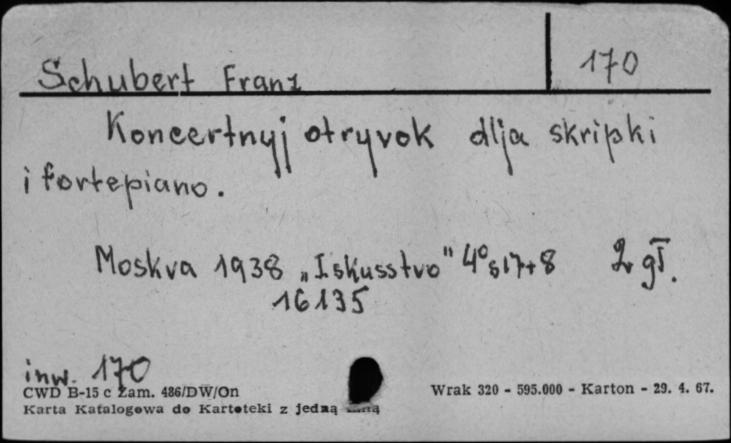 Schubert Franz 170
Koncertnyj otryvok dlja skripki
i fortepiano.
Moskva 1938 „Iskusstvo" 4° s17+8 2 gł.
16135
inw. 170
CWD B-15 c Zam. 486/DW/On Wrak 320 - 595.000 - Karton - 29. 4. 67.
Karta Katalogowa do Kartoteki z jedną